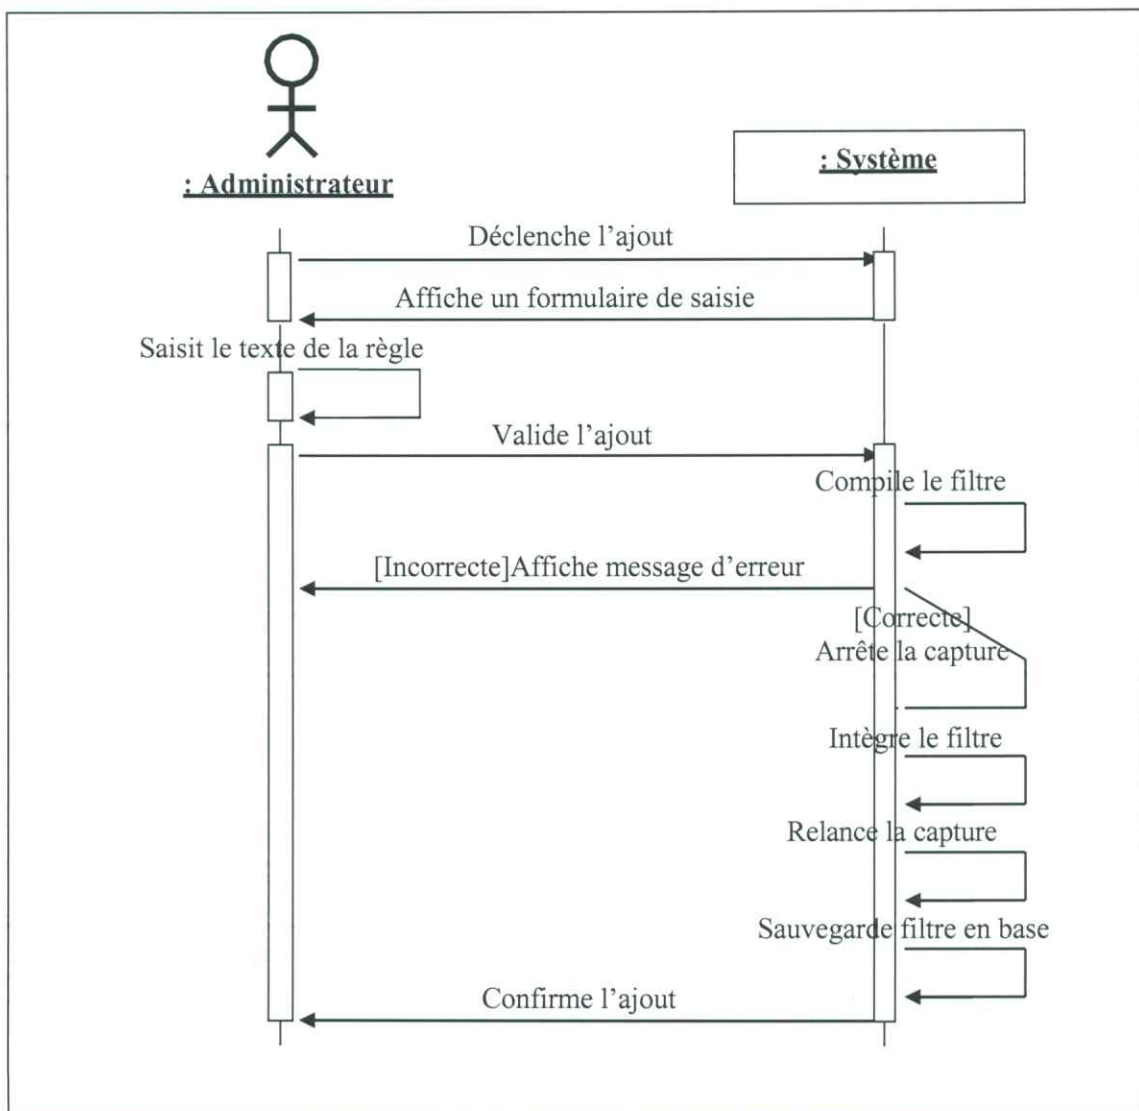 : Administrateur
: Système
Déclenche l'ajout
Affiche un formulaire de saisie
Saisit le texte de la règle
Valide l'ajout
Compile le filtre
[Incorrecte]Affiche message d'erreur
[Correcte]
Arrête la capture
Intègre le filtre
Relance la capture
Sauvegarde filtre en base
Confirme l'ajout